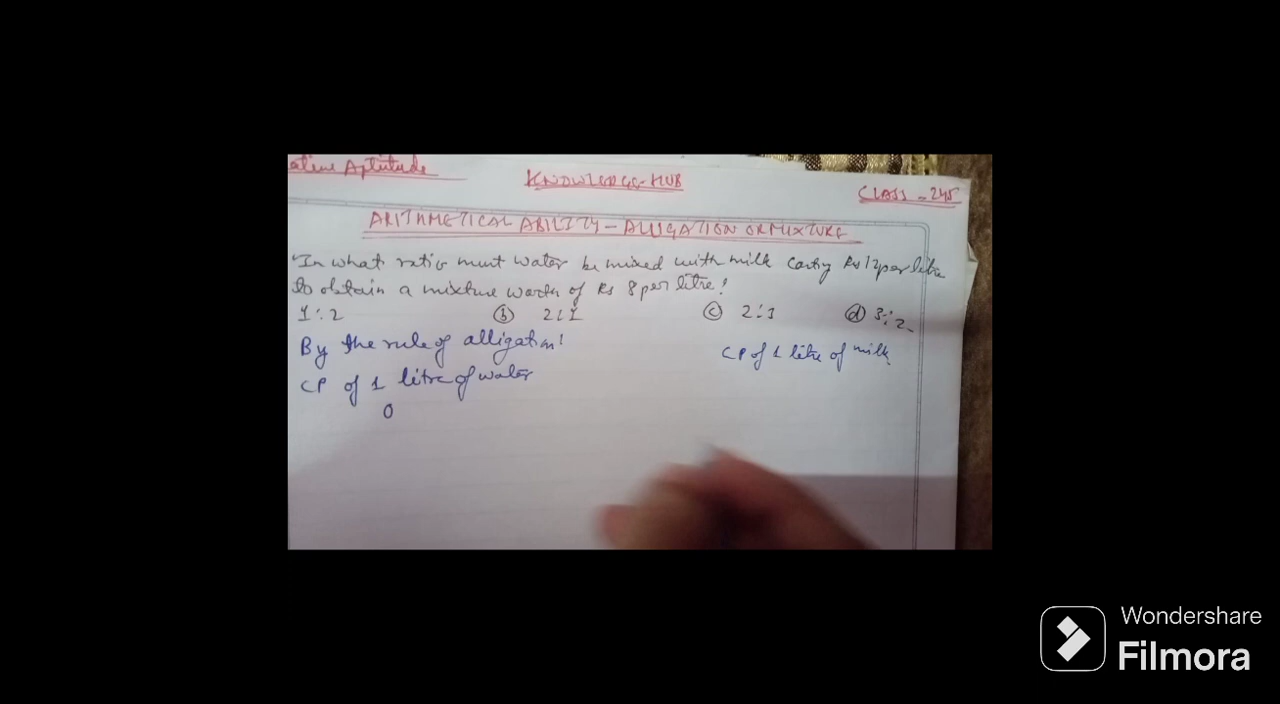 ative Aptitude
KNOWLEDGE-HUB
CLASS - 245
ARITHMETICAL ABILITY - ALLIGATION OR MIXTURE
In what ratio must water be mixed with milk costing Rs 12 per litre
to obtain a mixture worth of Rs 8 per litre?
1:2 (b) 2:1 (c) 2:3 (d) 3:2
By the rule of alligation:
CP of 1 litre of milk
CP of 1 litre of water
0
Wondershare
Filmora